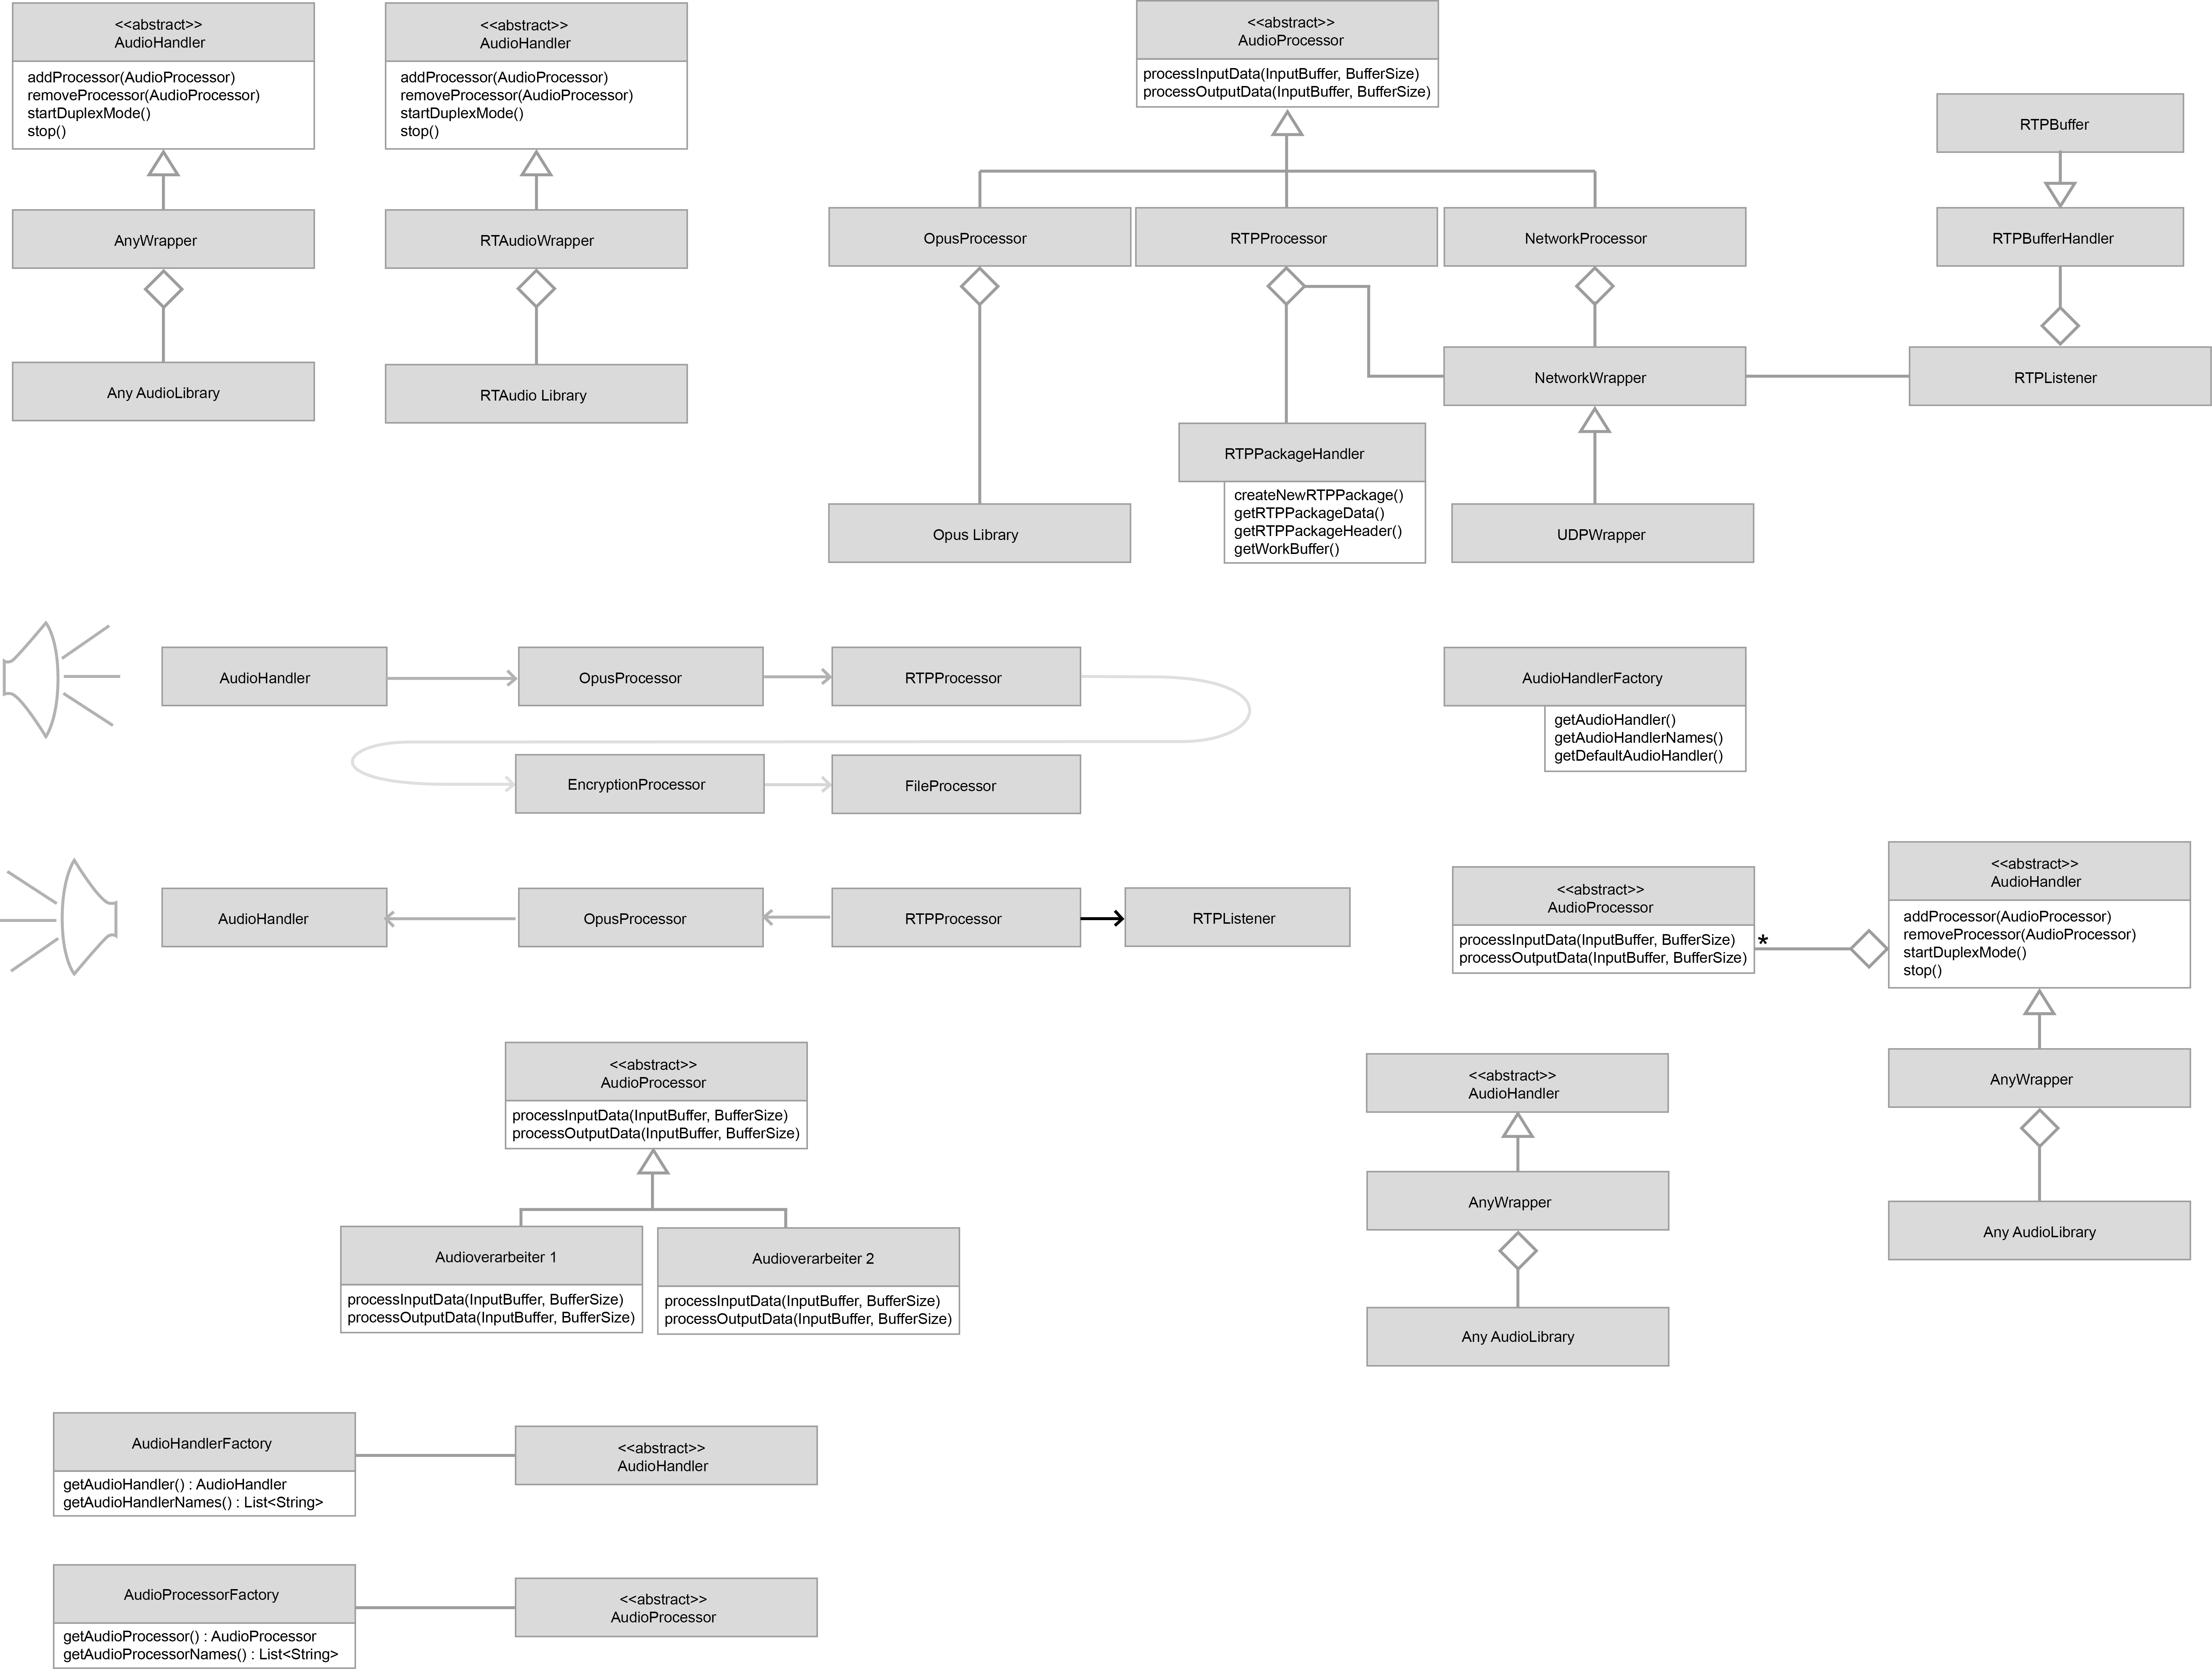 <<abstract>>
AudioHandler
addProcessor(AudioProcessor)
removeProcessor(AudioProcessor)
startDuplexMode()
stop()
AnyWrapper
Any AudioLibrary
<<abstract>>
AudioHandler
addProcessor(AudioProcessor)
removeProcessor(AudioProcessor)
startDuplexMode()
stop()
RTAudioWrapper
RTAudio Library
<<abstract>>
AudioProcessor
processInputData(InputBuffer, BufferSize)
processOutputData(InputBuffer, BufferSize)
OpusProcessor
RTPProcessor
NetworkProcessor
RTPBuffer
RTPBufferHandler
NetworkWrapper
RTPListener
RTPPackageHandler
createNewRTPPackage()
getRTPPackageData()
getRTPPackageHeader()
getWorkBuffer()
Opus Library
UDPWrapper
AudioHandler
OpusProcessor
RTPProcessor
EncryptionProcessor
FileProcessor
AudioHandlerFactory
getAudioHandler()
getAudioHandlerNames()
getDefaultAudioHandler()
AudioHandler
OpusProcessor
RTPProcessor
RTPListener
<<abstract>>
AudioProcessor
processInputData(InputBuffer, BufferSize)
processOutputData(InputBuffer, BufferSize)
*
<<abstract>>
AudioHandler
addProcessor(AudioProcessor)
removeProcessor(AudioProcessor)
startDuplexMode()
stop()
AnyWrapper
Any AudioLibrary
<<abstract>>
AudioProcessor
processInputData(InputBuffer, BufferSize)
processOutputData(InputBuffer, BufferSize)
Audioverarbeiter 1
processInputData(InputBuffer, BufferSize)
processOutputData(InputBuffer, BufferSize)
Audioverarbeiter 2
processInputData(InputBuffer, BufferSize)
processOutputData(InputBuffer, BufferSize)
<<abstract>>
AudioHandler
AnyWrapper
Any AudioLibrary
AudioHandlerFactory
getAudioHandler() : AudioHandler
getAudioHandlerNames() : List<String>
<<abstract>>
AudioHandler
AudioProcessorFactory
getAudioProcessor() : AudioProcessor
getAudioProcessorNames() : List<String>
<<abstract>>
AudioProcessor